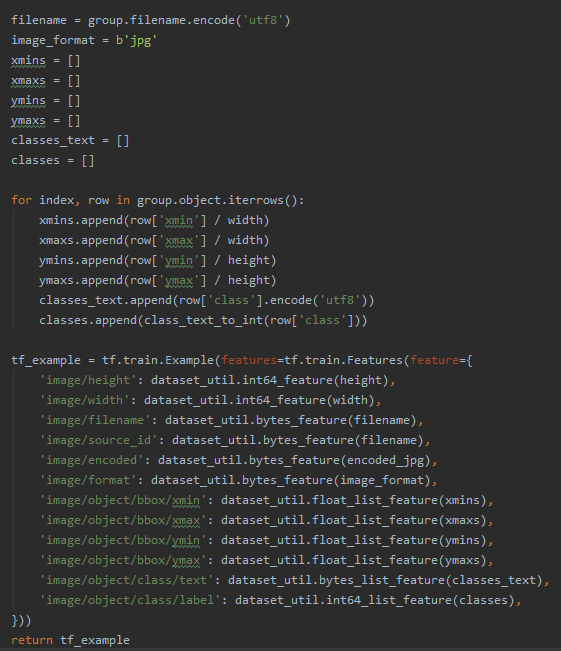 filename = group.filename.encode('utf8')
image_format = b'jpg'
xmins = []
xmaxs = []
ymins = []
ymaxs = []
classes_text = []
classes = []

for index, row in group.object.iterrows():
    xmins.append(row['xmin'] / width)
    xmaxs.append(row['xmax'] / width)
    ymins.append(row['ymin'] / height)
    ymaxs.append(row['ymax'] / height)
    classes_text.append(row['class'].encode('utf8'))
    classes.append(class_text_to_int(row['class']))

tf_example = tf.train.Example(features=tf.train.Features(feature={
    'image/height': dataset_util.int64_feature(height),
    'image/width': dataset_util.int64_feature(width),
    'image/filename': dataset_util.bytes_feature(filename),
    'image/source_id': dataset_util.bytes_feature(filename),
    'image/encoded': dataset_util.bytes_feature(encoded_jpg),
    'image/format': dataset_util.bytes_feature(image_format),
    'image/object/bbox/xmin': dataset_util.float_list_feature(xmins),
    'image/object/bbox/xmax': dataset_util.float_list_feature(xmaxs),
    'image/object/bbox/ymin': dataset_util.float_list_feature(ymins),
    'image/object/bbox/ymax': dataset_util.float_list_feature(ymaxs),
    'image/object/class/text': dataset_util.bytes_list_feature(classes_text),
    'image/object/class/label': dataset_util.int64_list_feature(classes),
}))
return tf_example